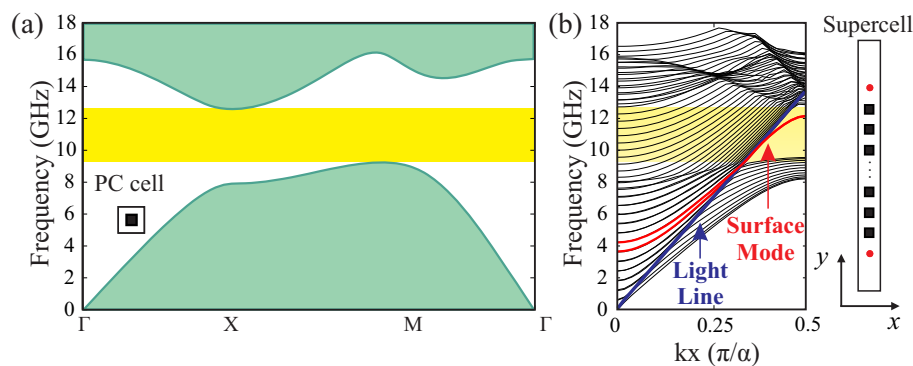 (a)
18
16
14
12
10
8
6
4
2
0
Frequency (GHz)
PC cell
Γ
X
M
Γ
(b)
18
16
14
12
10
8
6
4
2
0
Frequency (GHz)
Surface
Mode
Light
Line
0
0.25
0.5
kx (π/α)
Supercell
y
x